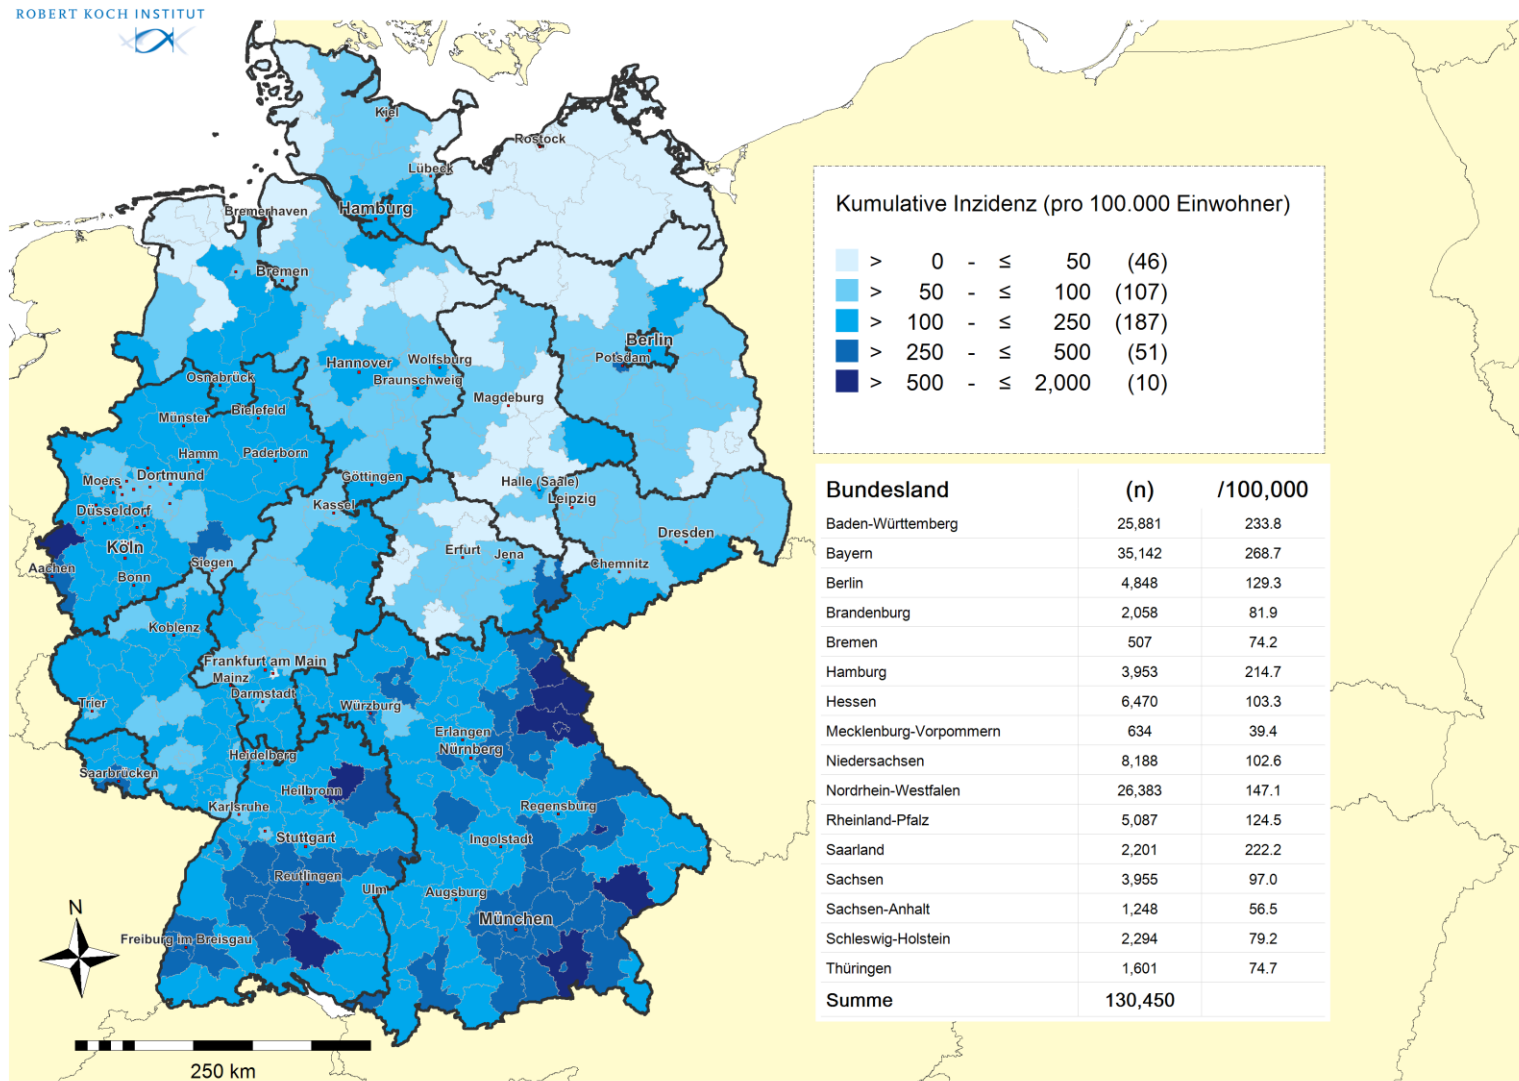 ROBERT KOCH INSTITUT
Kiel
Rostock
Lübeck
Hamburg
Bremerhaven
Bremen
Berlin
Potsdam
Hannover
Wolfsburg
Braunschweig
Osnabrück
Magdeburg
Münster
Bielefeld
Hamm
Paderborn
Moers
Dortmund
Göttingen
Halle (Saale)
Leipzig
Düsseldorf
Kassel
Dresden
Köln
Erfurt
Jena
Chemnitz
Aachen
Siegen
Bonn
Koblenz
Frankfurt am Main
Mainz
Darmstadt
Trier
Würzburg
Erlangen
Nürnberg
Heidelberg
Saarbrücken
Heilbronn
Karlsruhe
Regensburg
Stuttgart
Ingolstadt
Reutlingen
Ulm
Augsburg
München
Freiburg im Breisgau
N
250 km
Kumulative Inzidenz (pro 100.000 Einwohner)
> 0 - ≤ 50 (46)
> 50 - ≤ 100 (107)
> 100 - ≤ 250 (187)
> 250 - ≤ 500 (51)
> 500 - ≤ 2,000 (10)
Bundesland (n) /100,000
Baden-Württemberg 25,881 233.8
Bayern 35,142 268.7
Berlin 4,848 129.3
Brandenburg 2,058 81.9
Bremen 507 74.2
Hamburg 3,953 214.7
Hessen 6,470 103.3
Mecklenburg-Vorpommern 634 39.4
Niedersachsen 8,188 102.6
Nordrhein-Westfalen 26,383 147.1
Rheinland-Pfalz 5,087 124.5
Saarland 2,201 222.2
Sachsen 3,955 97.0
Sachsen-Anhalt 1,248 56.5
Schleswig-Holstein 2,294 79.2
Thüringen 1,601 74.7
Summe 130,450